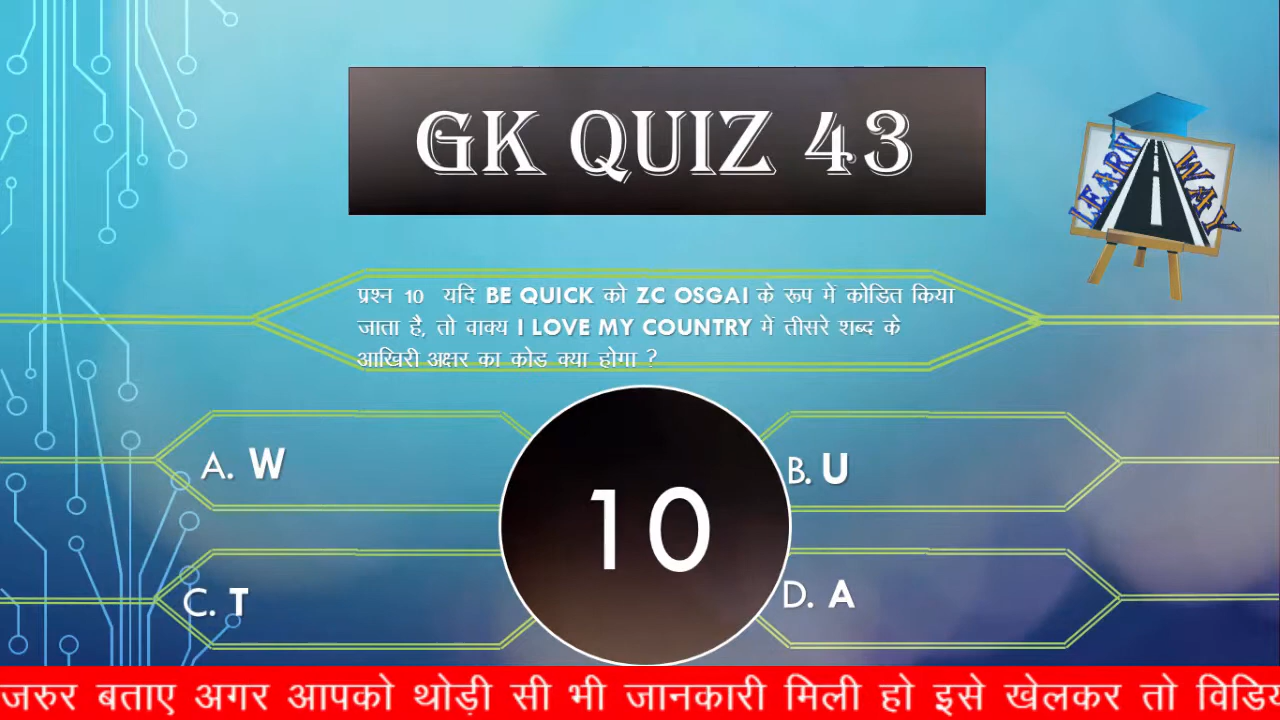 GK QUIZ 43
LEARN WAY
प्रश्न 10 यदि BE QUICK को ZC OSGAI के रूप में कोडित किया
जाता है, तो वाक्य I LOVE MY COUNTRY में तीसरे शब्द के
आखिरी अक्षर का कोड क्या होगा ?
A. W
B. U
10
C. T
D. A
जरुर बताए अगर आपको थोड़ी सी भी जानकारी मिली हो इसे खेलकर तो विडिय